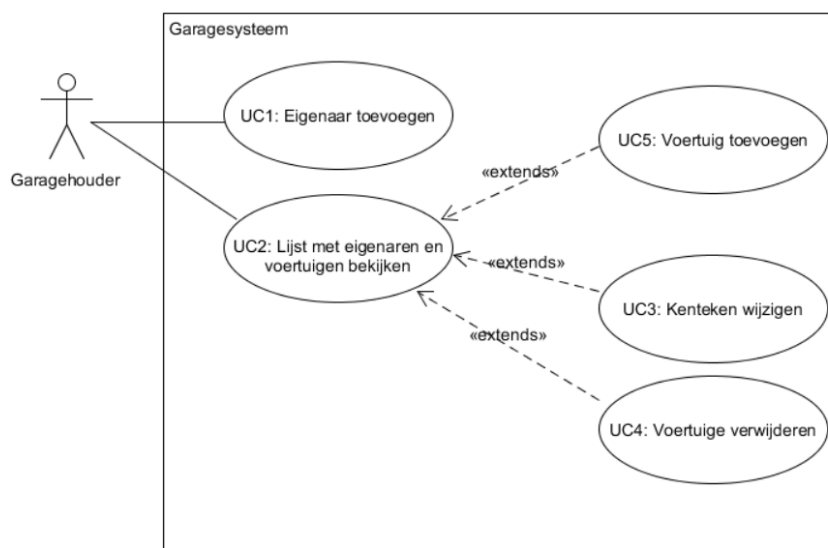 Garagesysteem
Garagehouder
UC1: Eigenaar toevoegen
UC2: Lijst met eigenaren en
voertuigen bekijken
«extends»
«extends»
«extends»
UC5: Voertuig toevoegen
UC3: Kenteken wijzigen
UC4: Voertuige verwijderen